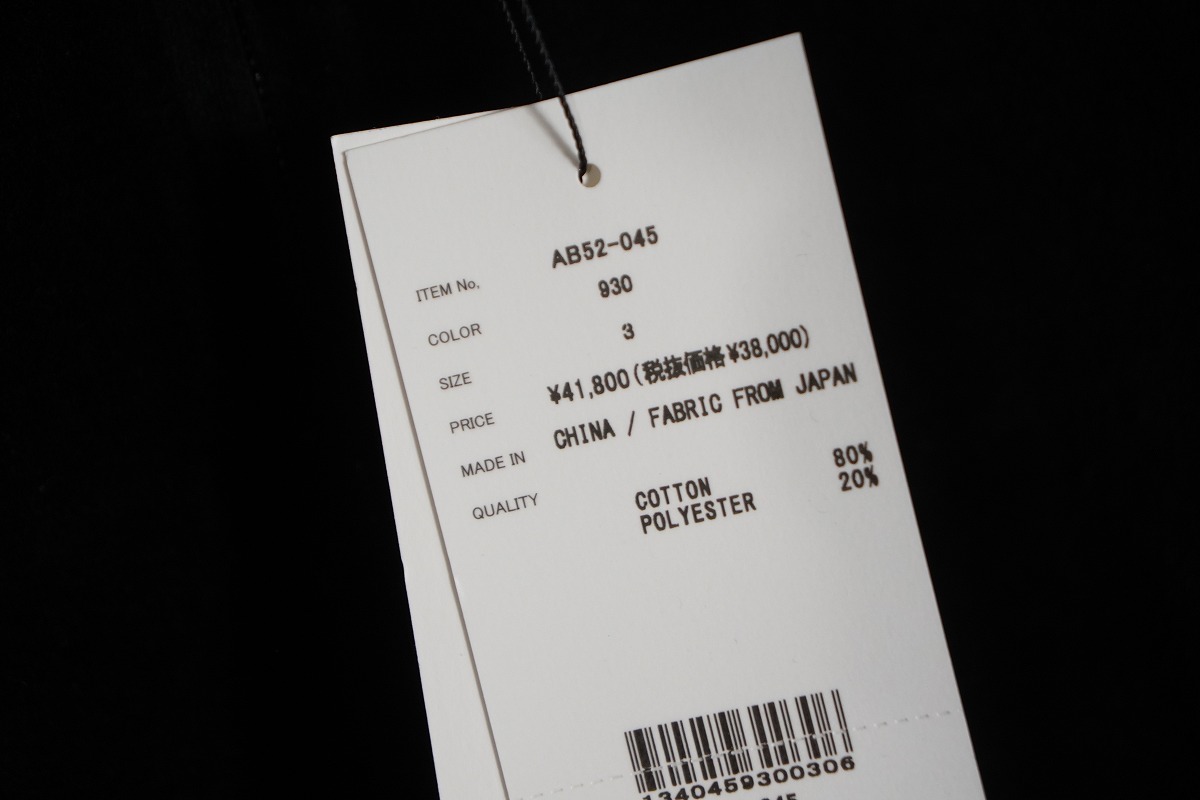 ITEM No. AB52-045
COLOR 930
SIZE 3
PRICE ¥41,800(税抜価格¥38,000)
MADE IN CHINA / FABRIC FROM JAPAN
QUALITY COTTON 80%
POLYESTER 20%
1340459300306